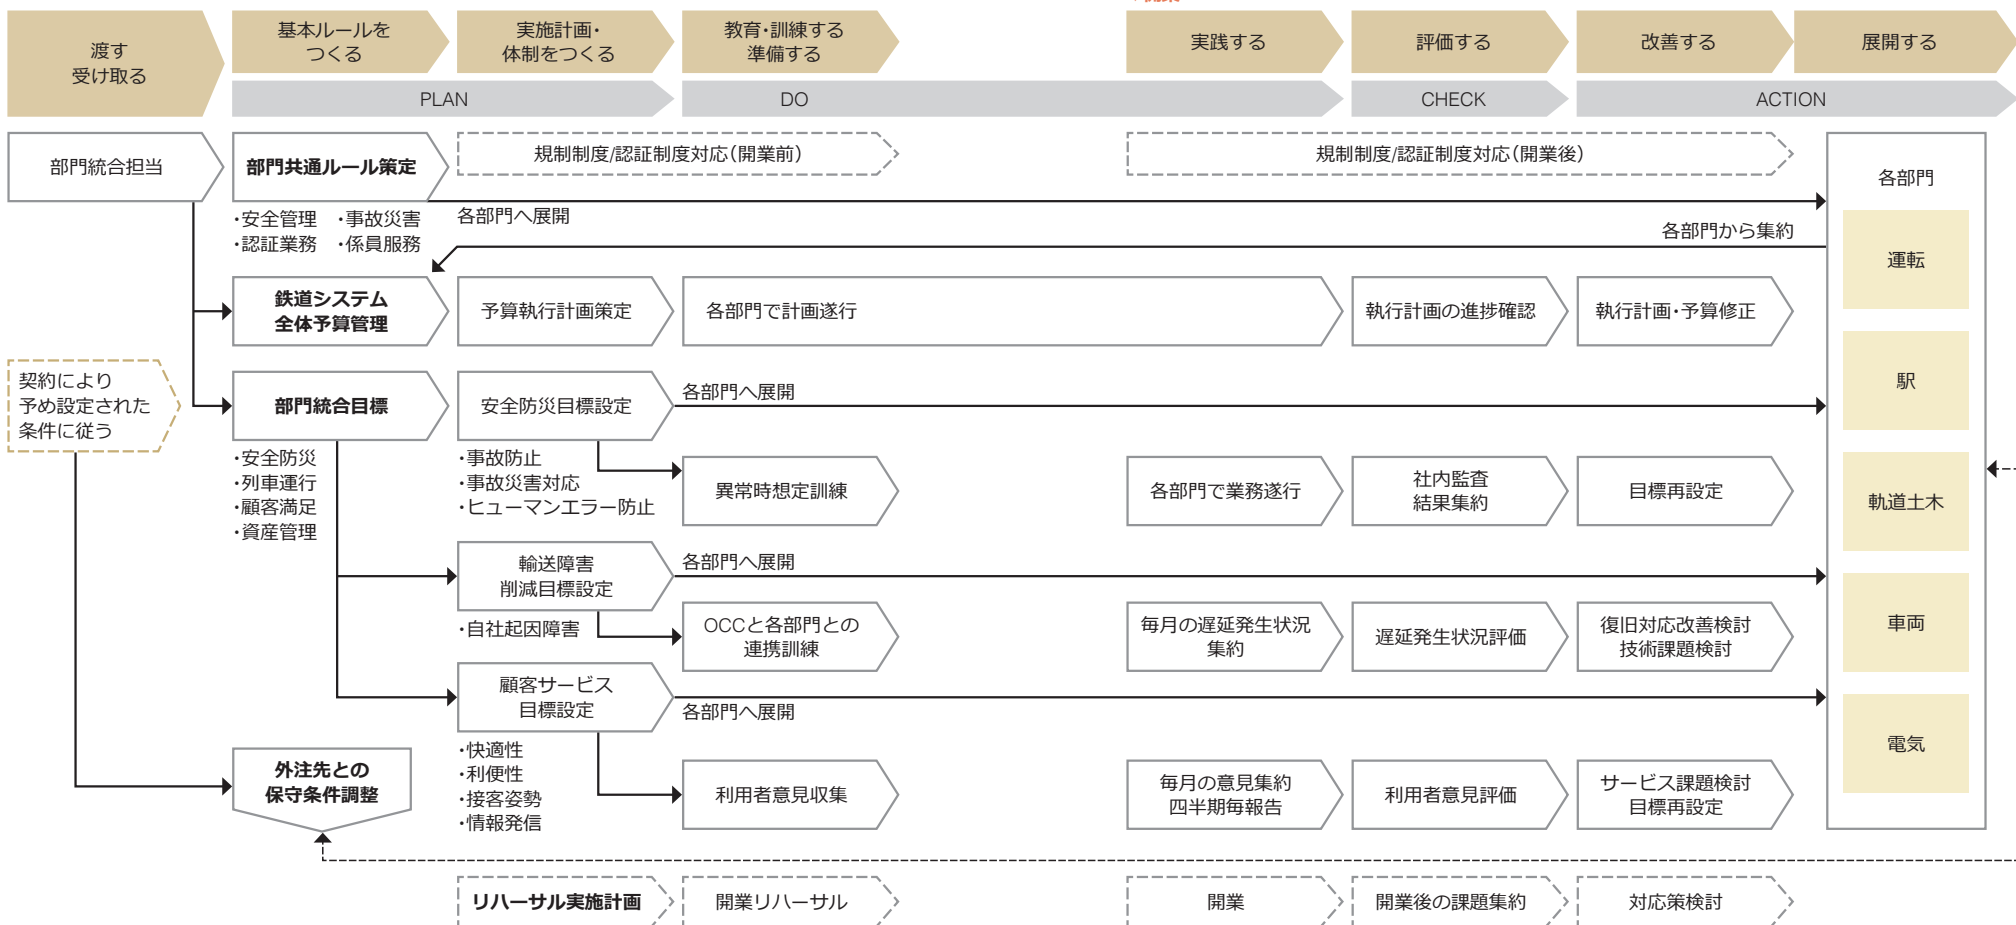 渡す
受け取る
基本ルールを
つくる
実施計画・
体制をつくる
教育・訓練する
準備する
実践する
評価する
改善する
展開する
PLAN
DO
CHECK
ACTION
部門統合担当
部門共通ルール策定
規制制度/認証制度対応（開業前）
規制制度/認証制度対応（開業後）
各部門
・安全管理
・事故災害
・認証業務
・係員服務
各部門へ展開
各部門から集約
運転
鉄道システム
全体予算管理
予算執行計画策定
各部門で計画遂行
執行計画の進捗確認
執行計画・予算修正
契約により
予め設定された
条件に従う
部門統合目標
安全防災目標設定
各部門へ展開
駅
・安全防災
・列車運行
・顧客満足
・資産管理
・事故防止
・事故災害対応
・ヒューマンエラー防止
異常時想定訓練
各部門で業務遂行
社内監査
結果集約
目標再設定
軌道土木
輸送障害
削減目標設定
各部門へ展開
・自社起因障害
OCCと各部門との
連携訓練
毎月の遅延発生状況
集約
遅延発生状況評価
復旧対応改善検討
技術課題検討
車両
顧客サービス
目標設定
各部門へ展開
・快適性
・利便性
・接客姿勢
・情報発信
電気
外注先との
保守条件調整
利用者意見収集
毎月の意見集約
四半期毎報告
利用者意見評価
サービス課題検討
目標再設定
リハーサル実施計画
開業リハーサル
開業
開業後の課題集約
対応策検討